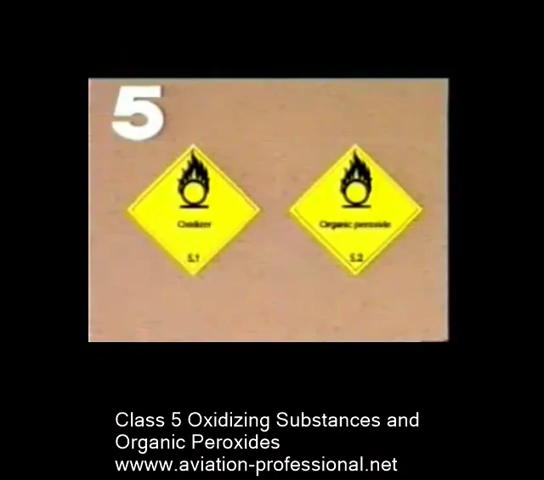 5
Oxidizer
5.1
Organic peroxide
5.2
Class 5 Oxidizing Substances and
Organic Peroxides
wwww.aviation-professional.net